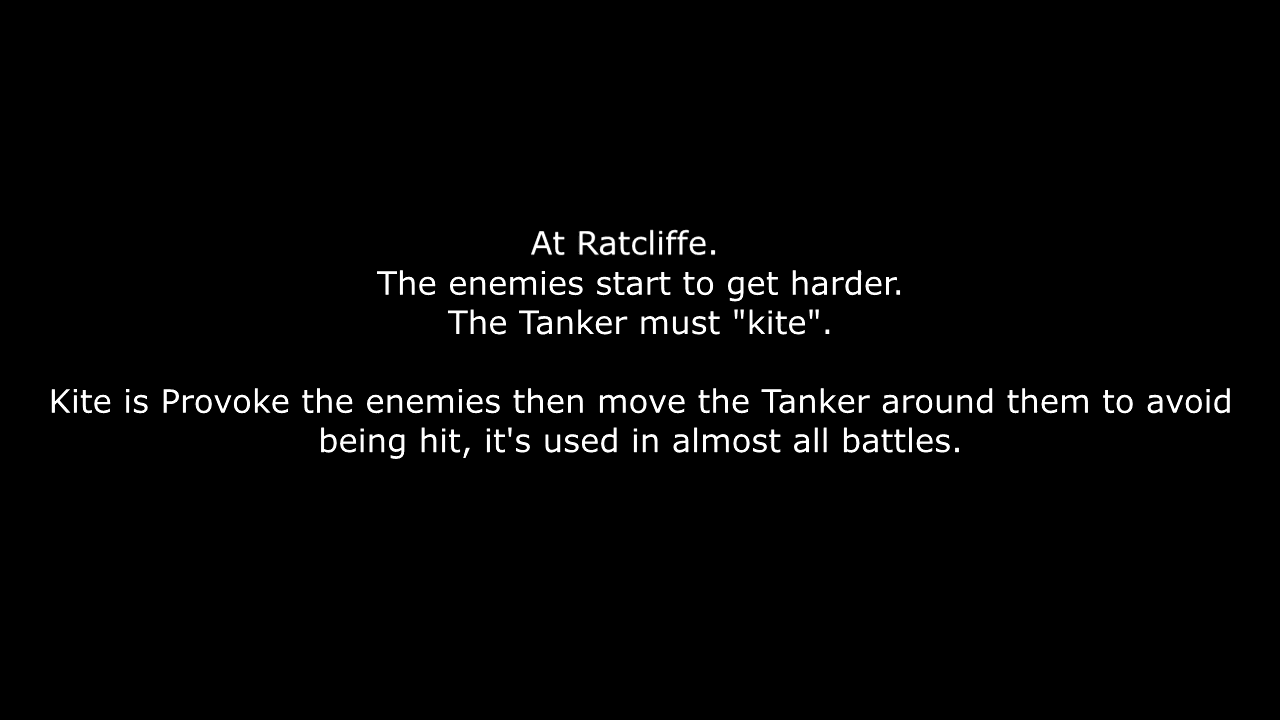 At Ratcliffe.
The enemies start to get harder.
The Tanker must "kite".
Kite is Provoke the enemies then move the Tanker around them to avoid
being hit, it's used in almost all battles.